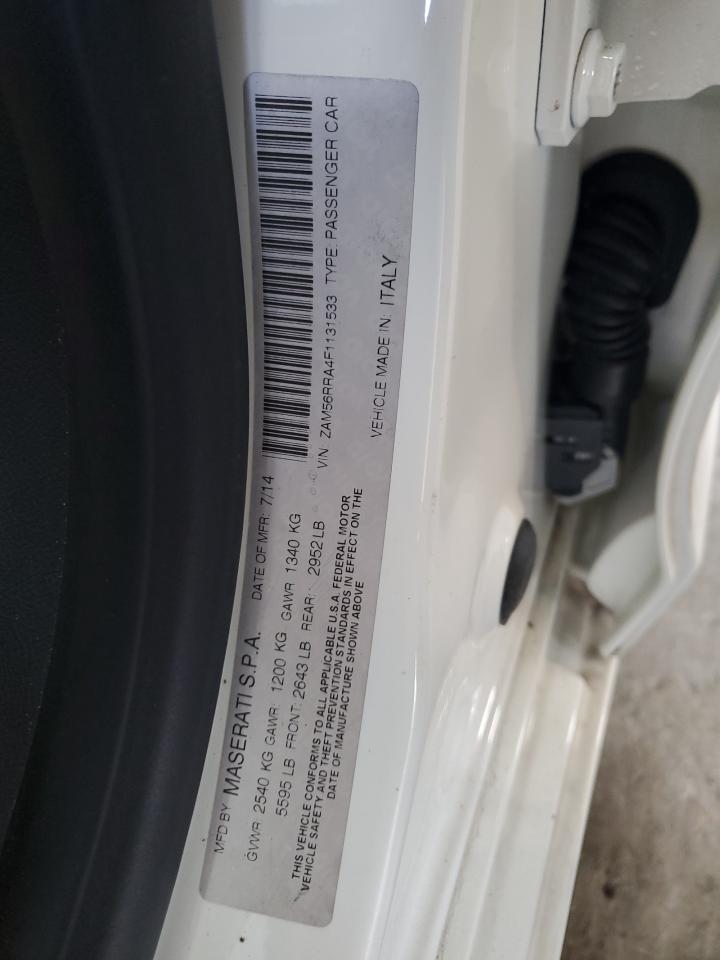 MFD BY MASERATI S.P.A. DATE OF MFR: 7/14
GVWR 2540 KG GAWR: 1200 KG GAWR 1340 KG
5595 LB FRONT: 2643 LB REAR: 2952 LB
THIS VEHICLE CONFORMS TO ALL APPLICABLE U.S.A. FEDERAL MOTOR
VEHICLE SAFETY AND THEFT PREVENTION STANDARDS IN EFFECT ON THE
DATE OF MANUFACTURE SHOWN ABOVE
VIN: ZAM56RRA4F1131533 TYPE: PASSENGER CAR
VEHICLE MADE IN: ITALY